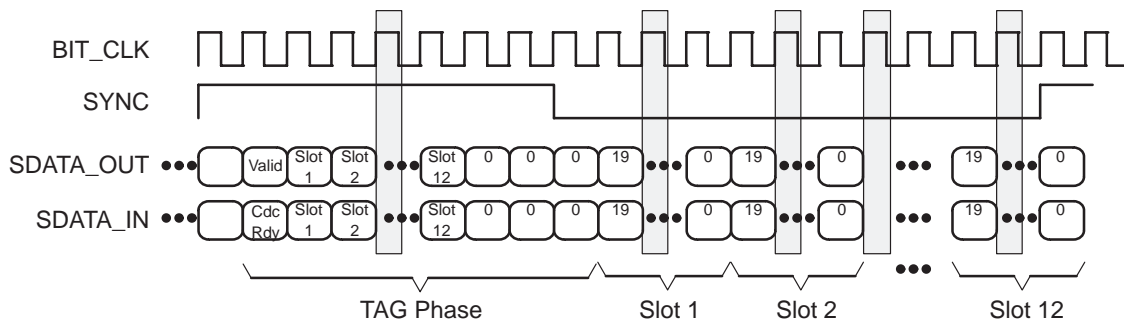 BIT_CLK
SYNC
SDATA_OUT ••• Valid Slot 1 Slot 2 ••• Slot 12 0 0 0 19 ••• 0 19 ••• 0 ••• 19 ••• 0
SDATA_IN ••• Cdc Rdy Slot 1 Slot 2 ••• Slot 12 0 0 0 19 ••• 0 19 ••• 0 ••• 19 ••• 0
•••
TAG Phase Slot 1 Slot 2 Slot 12